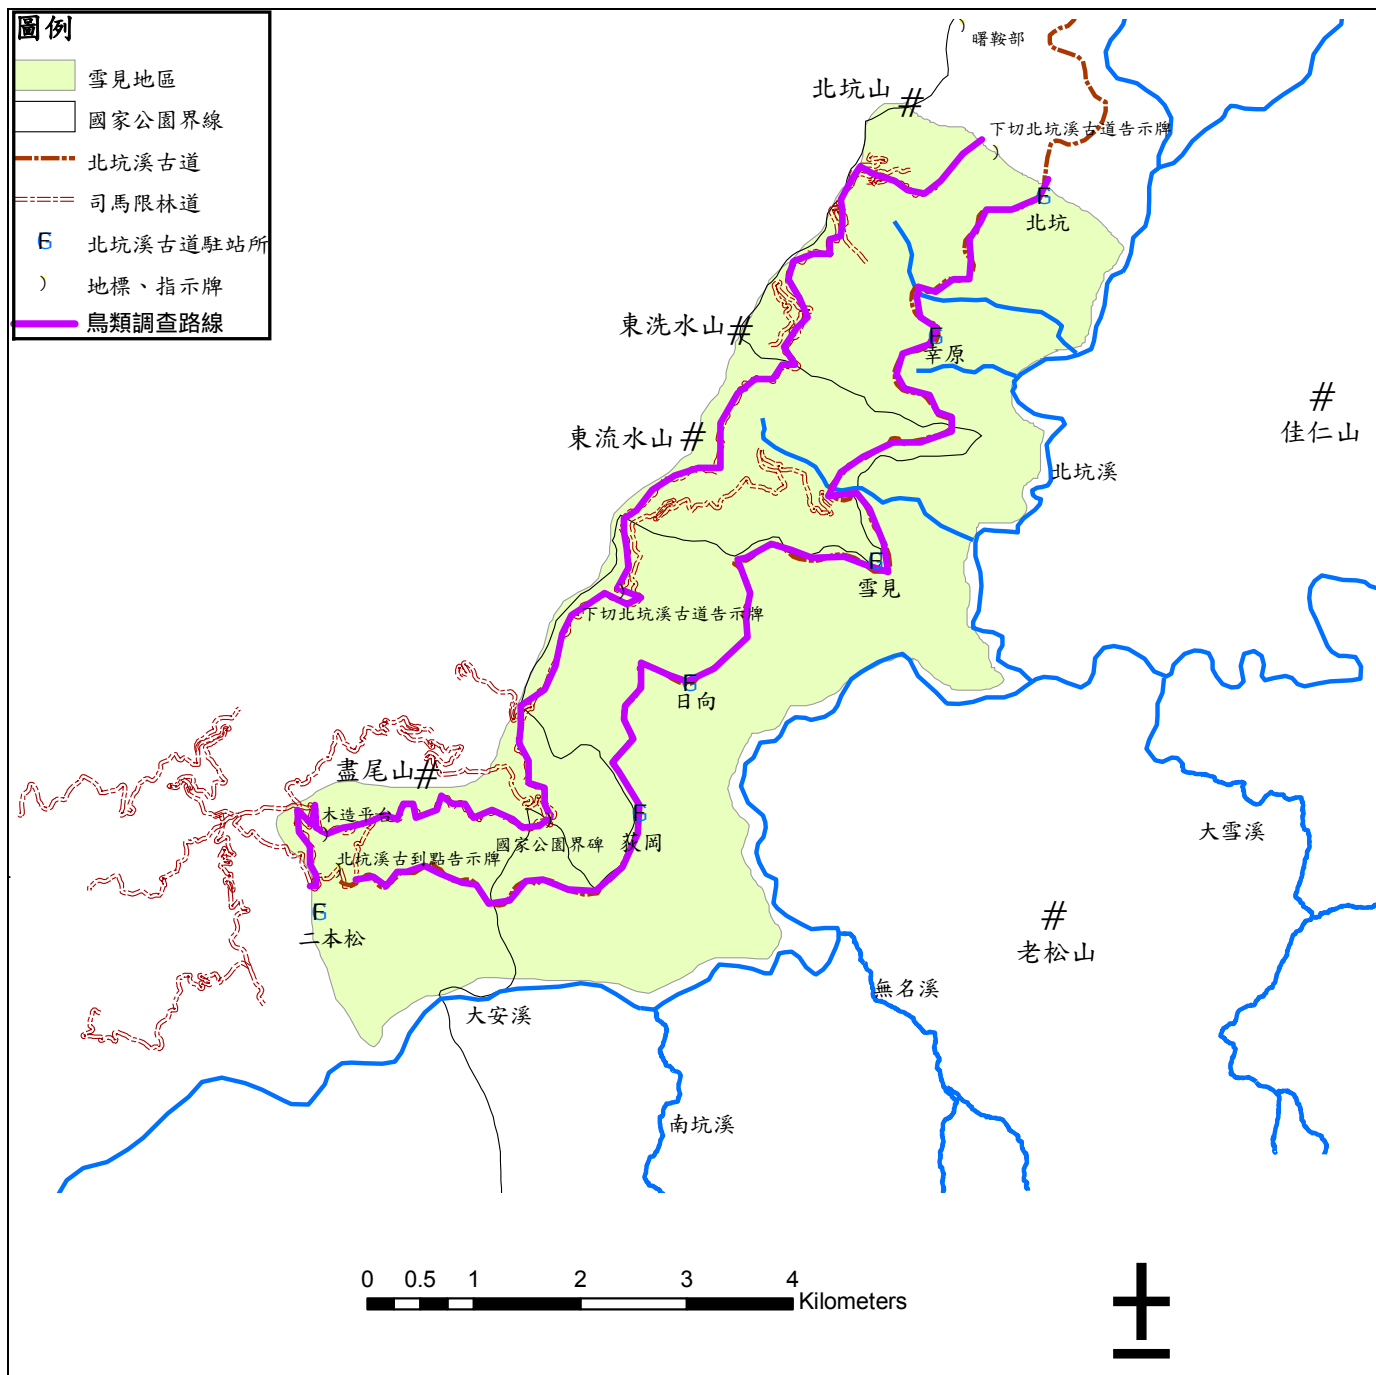 圖例
雪見地區
國家公園界線
北坑溪古道
司馬限林道
北坑溪古道駐站所
地標、指示牌
鳥類調查路線
曙鞍部
北坑山
下切北坑溪古道告示牌
北坑
東洗水山
幸原
佳仁山
東流水山
北坑溪
雪見
下切北坑溪古道告示牌
日向
盡尾山
木造平台
大雪溪
國家公園界碑
荻岡
北坑溪古到點告示牌
二本松
老松山
無名溪
大安溪
南坑溪
0 0.5 1 2 3 4
Kilometers